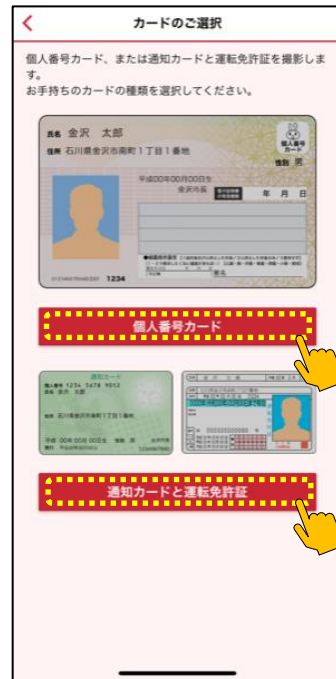 カードのご選択
個人番号カード、または通知カードと運転免許証を撮影しま
す。
お手持ちのカードの種類を選択してください。
氏名 金沢 太郎
個人番号
カード
住所 石川県金沢市南町1丁目1番地
性別 男
平成00年00月00日生
金沢市長
年 月 日
署名
1234
個人番号カード
通知カード
個人番号 1234 5678 9012
氏名 金沢 太郎
住所 石川県金沢市南町1丁目1番地
平成 00年 00月 00日生 性別 男
通知カードと運転免許証